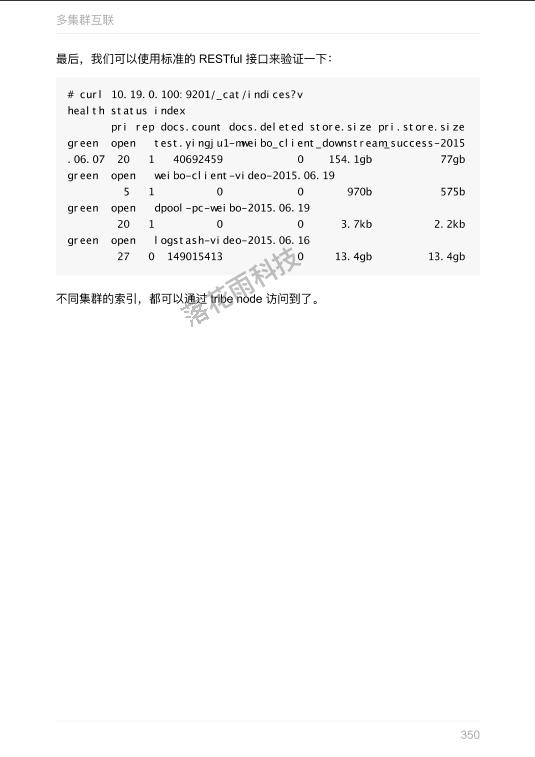 多集群互联
最后，我们可以使用标准的 RESTful 接口来验证一下：
# curl 10.19.0.100:9201/_cat/indices?v
health status index
pri rep docs.count docs.deleted store.size pri.store.size
green open test.yingju1-mweibo_client_downstream_success-2015
.06.07 20 1 40692459 0 154.1gb 77gb
green open weibo-client-video-2015.06.19
5 1 0 0 970b 575b
green open dpool-pc-weibo-2015.06.19
20 1 0 0 3.7kb 2.2kb
green open logstash-video-2015.06.16
27 0 149015413 0 13.4gb 13.4gb
不同集群的索引，都可以通过 tribe node 访问到了。
落花雨科技
350